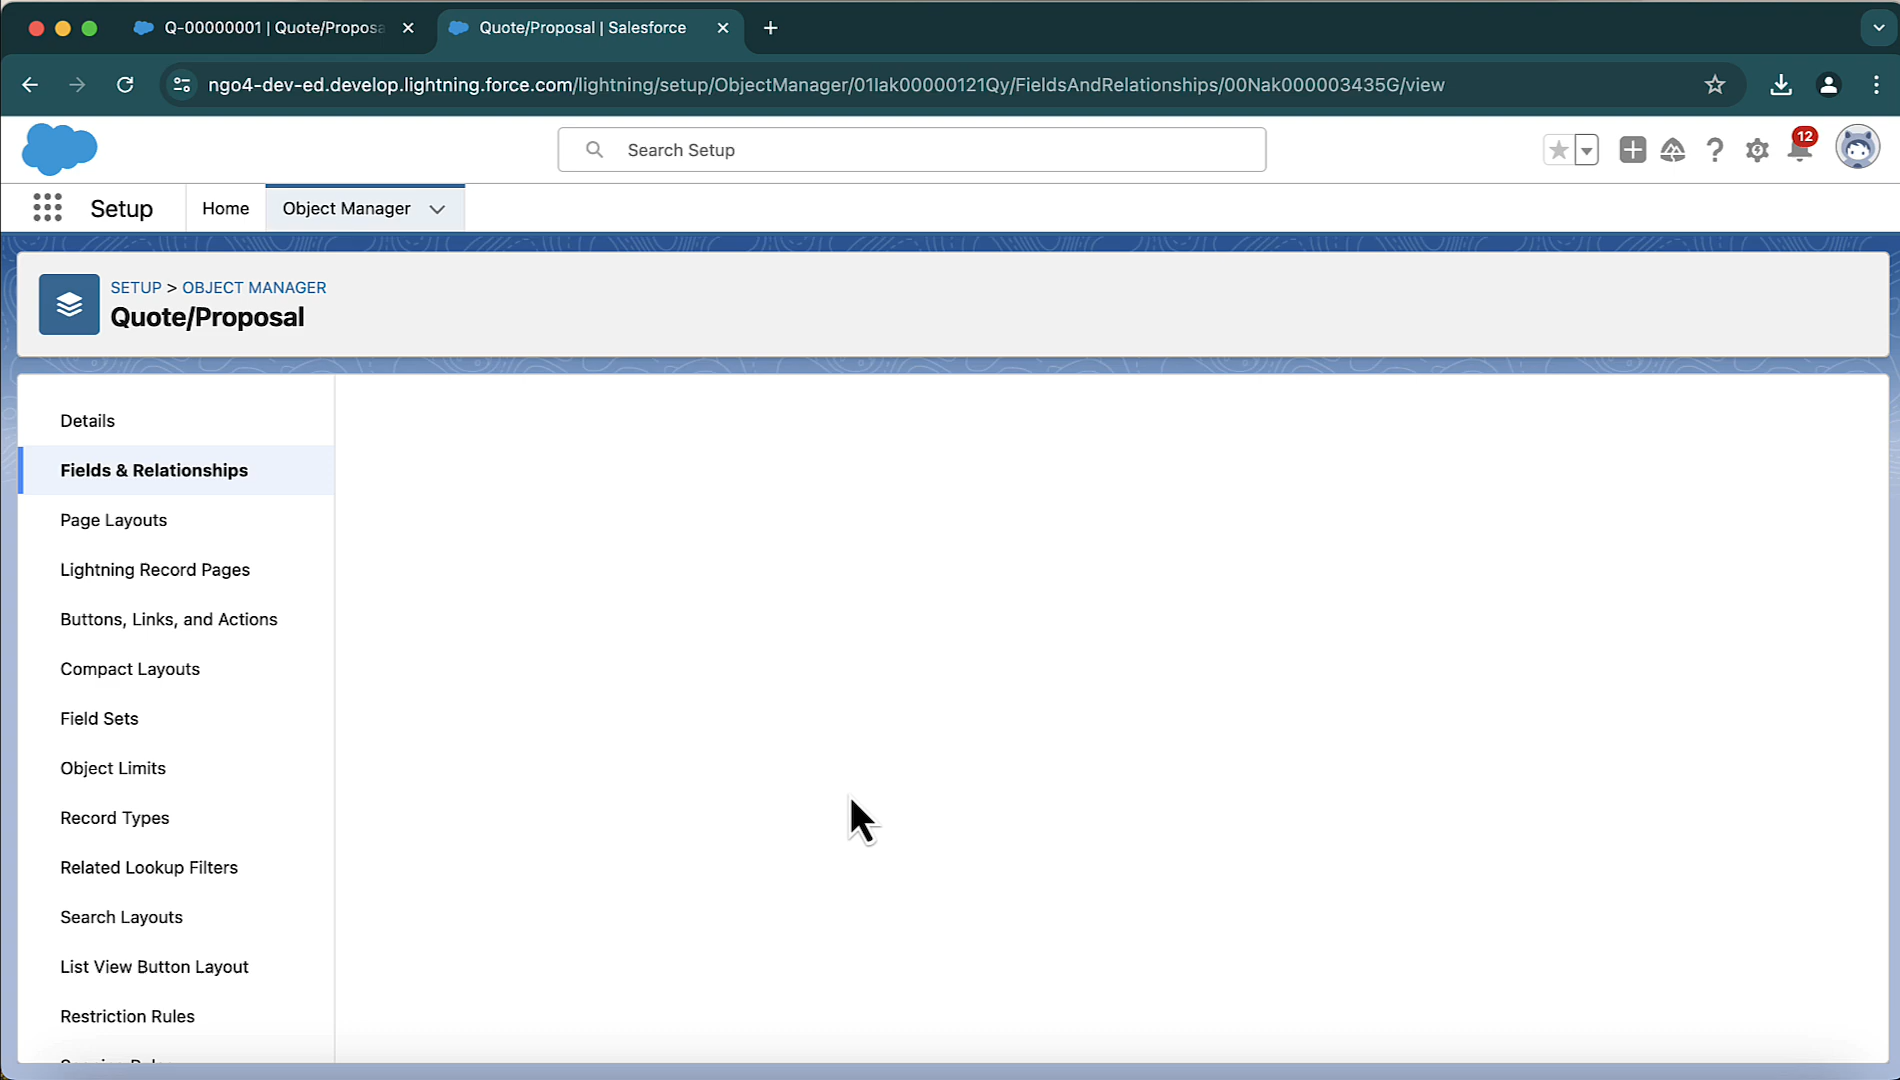 Q-00000001 | Quote/Proposa
Quote/Proposal | Salesforce
ngo4-dev-ed.develop.lightning.force.com/lightning/setup/ObjectManager/01Iak00000121Qy/FieldsAndRelationships/00Nak000003435G/view
Search Setup
12
Setup
Home
Object Manager
SETUP > OBJECT MANAGER
Quote/Proposal
Details
Fields & Relationships
Page Layouts
Lightning Record Pages
Buttons, Links, and Actions
Compact Layouts
Field Sets
Object Limits
Record Types
Related Lookup Filters
Search Layouts
List View Button Layout
Restriction Rules